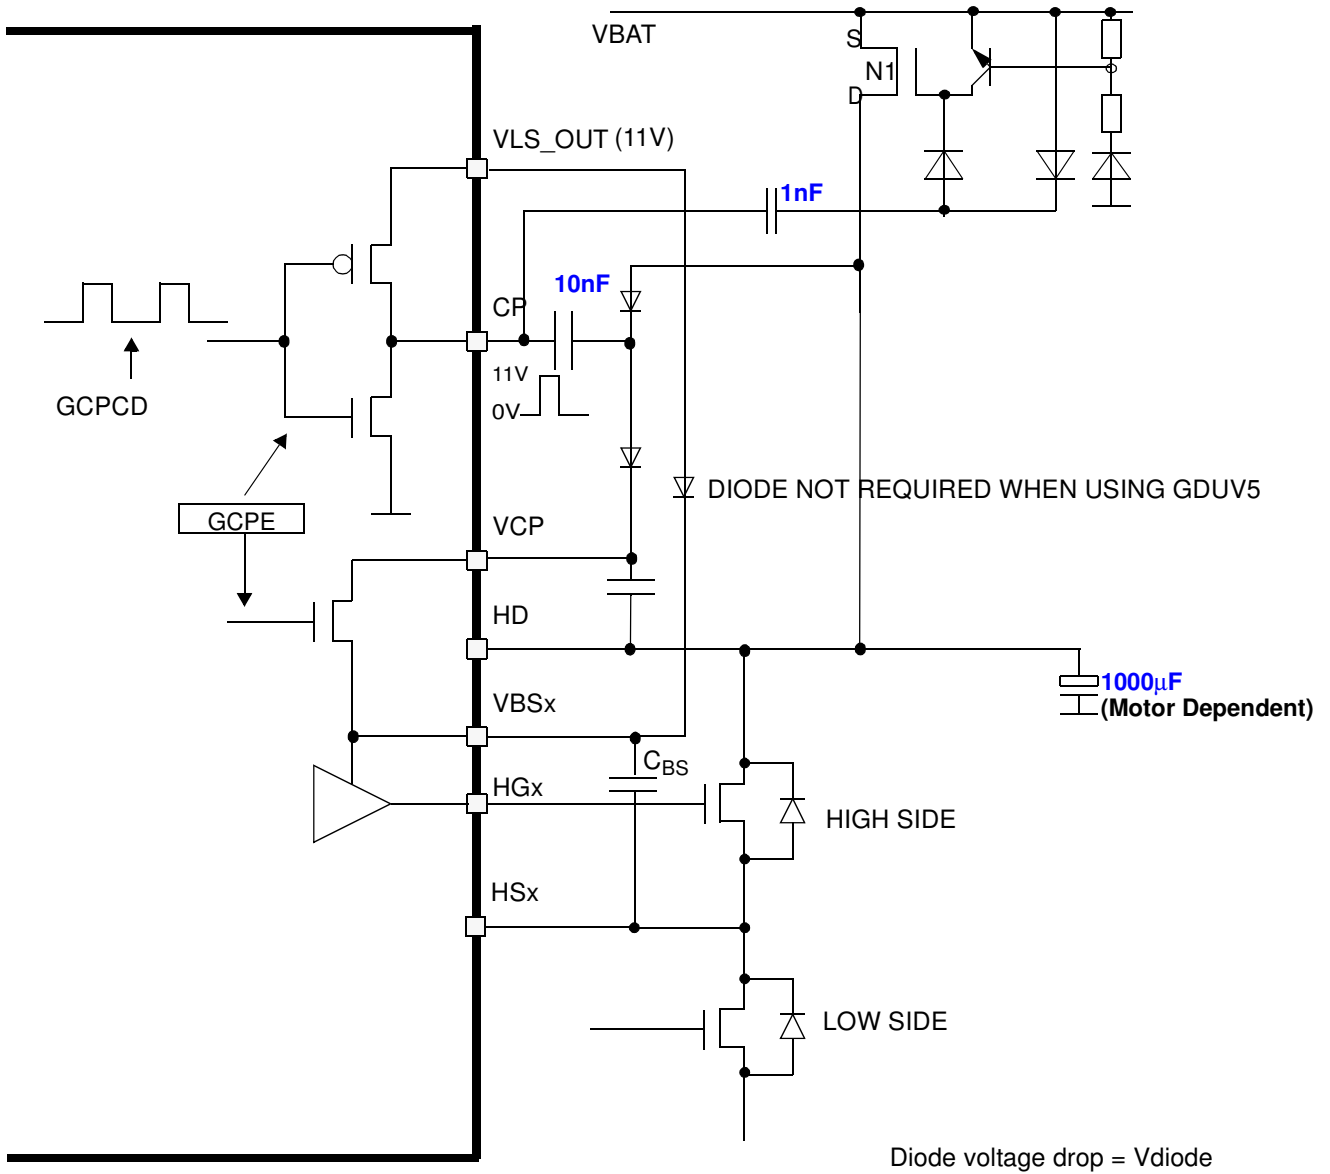 VBAT
S
N1
D
VLS_OUT (11V)
1nF
10nF
CP
11V
0V
GCPCD
DIODE NOT REQUIRED WHEN USING GDUV5
GCPE
VCP
HD
1000μF
(Motor Dependent)
VBSx
CBS
HGx
HIGH SIDE
HSx
LOW SIDE
Diode voltage drop = Vdiode